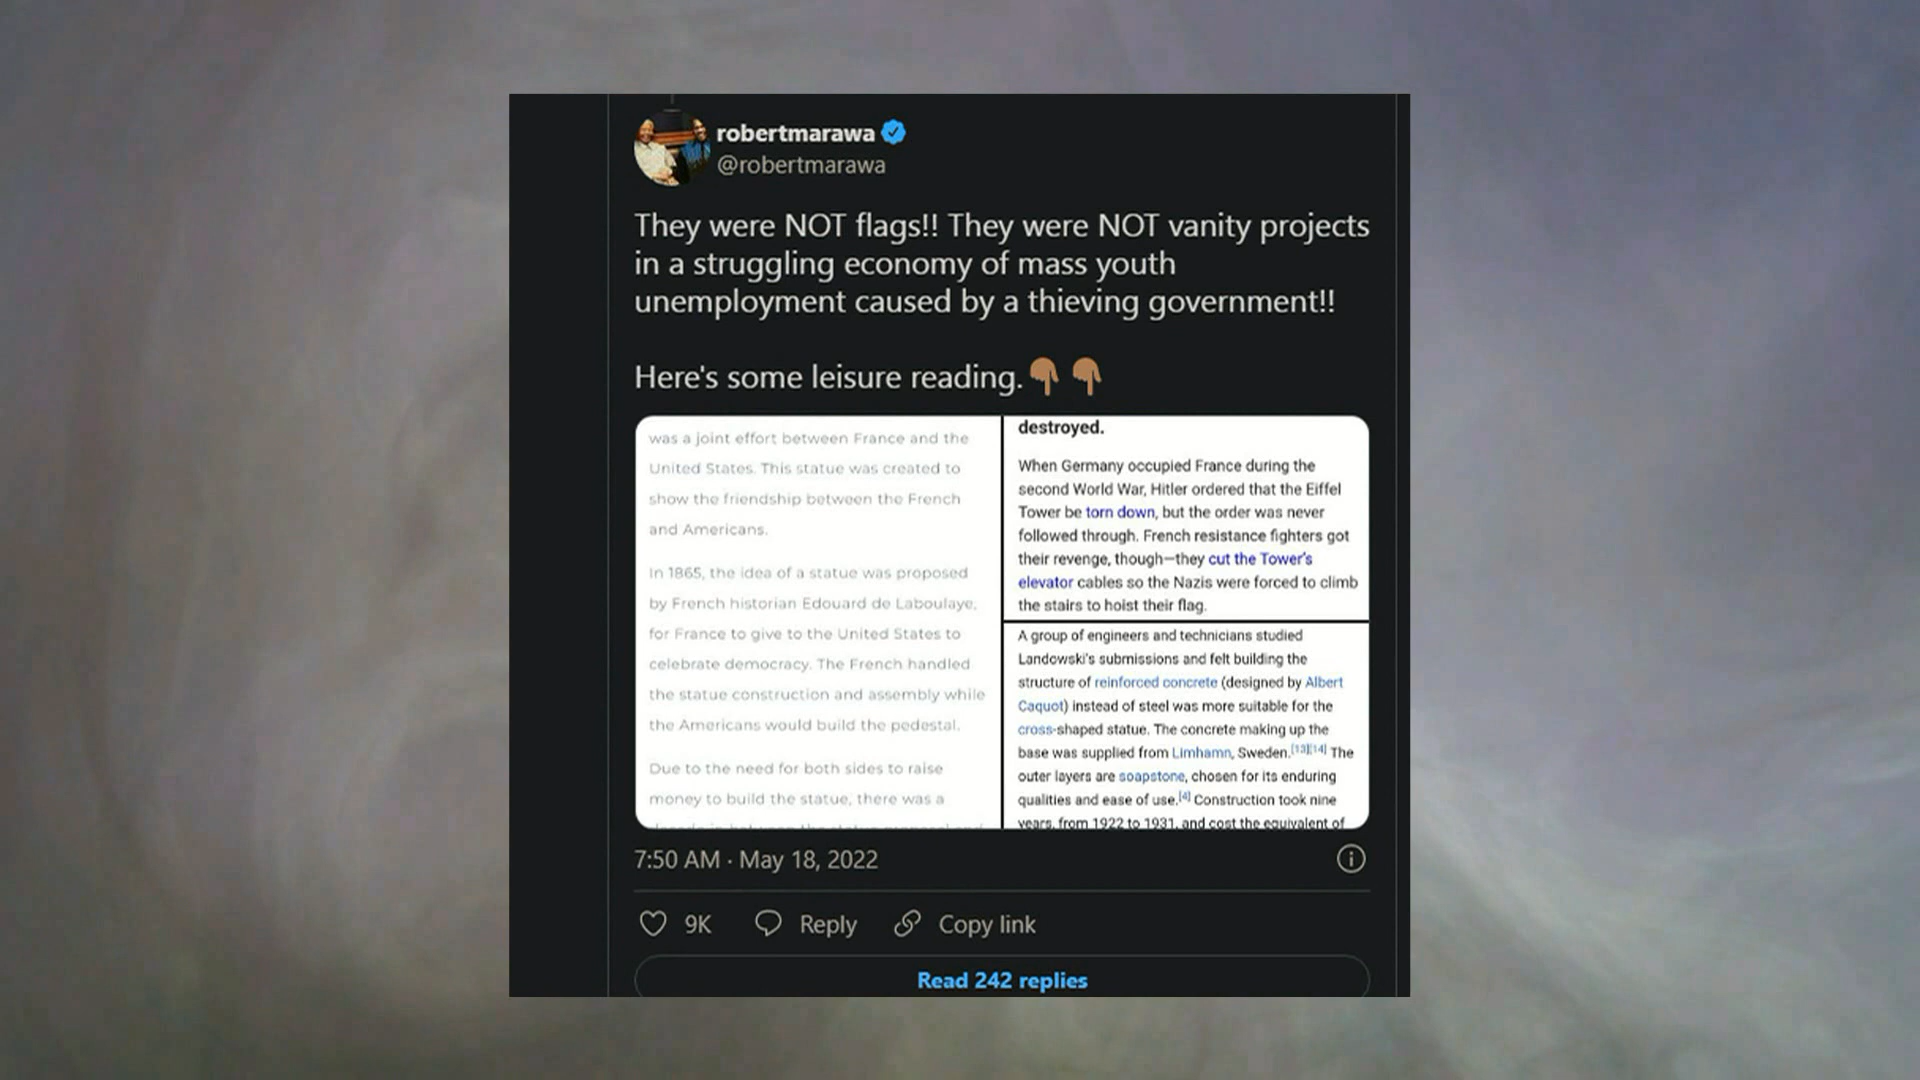 robertmarawa
@robertmarawa
They were NOT flags!! They were NOT vanity projects
in a struggling economy of mass youth
unemployment caused by a thieving government!!
Here's some leisure reading.👇🏽👇🏽
was a joint effort between France and the
United States. This statue was created to
show the friendship between the French
and Americans.
In 1865, the idea of a statue was proposed
by French historian Edouard de Laboulaye,
for France to give to the United States to
celebrate democracy. The French handled
the statue construction and assembly while
the Americans would build the pedestal.
Due to the need for both sides to raise
money to build the statue, there was a
destroyed.
When Germany occupied France during the
second World War, Hitler ordered that the Eiffel
Tower be torn down, but the order was never
followed through. French resistance fighters got
their revenge, though—they cut the Tower's
elevator cables so the Nazis were forced to climb
the stairs to hoist their flag.
A group of engineers and technicians studied
Landowski's submissions and felt building the
structure of reinforced concrete (designed by Albert
Caquot) instead of steel was more suitable for the
cross-shaped statue. The concrete making up the
base was supplied from Limhamn, Sweden.[13][14] The
outer layers are soapstone, chosen for its enduring
qualities and ease of use.[4] Construction took nine
years, from 1922 to 1931, and cost the equivalent of
7:50 AM · May 18, 2022
9K Reply Copy link
Read 242 replies